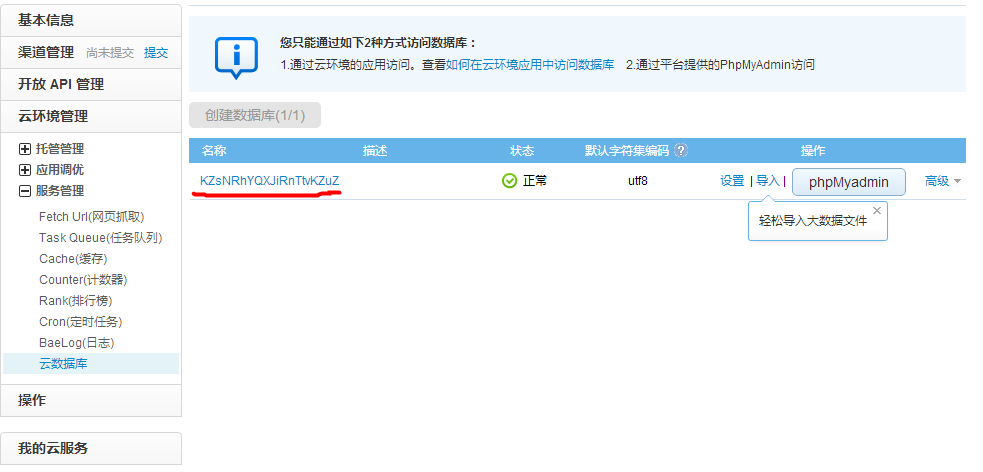 基本信息
渠道管理 尚未提交 提交
开放 API 管理
云环境管理
托管管理
应用调优
服务管理
Fetch Url(网页抓取)
Task Queue(任务队列)
Cache(缓存)
Counter(计数器)
Rank(排行榜)
Cron(定时任务)
BaeLog(日志)
云数据库
操作
我的云服务
您只能通过如下2种方式访问数据库：
1.通过云环境的应用访问。查看如何在云环境应用中访问数据库 2.通过平台提供的PhpMyAdmin访问
创建数据库(1/1)
名称 描述 状态 默认字符集编码 ? 操作
KZsNRhYQXJiRnTtvKZuZ 正常 utf8 设置 | 导入 | phpMyadmin 高级
轻松导入大数据文件